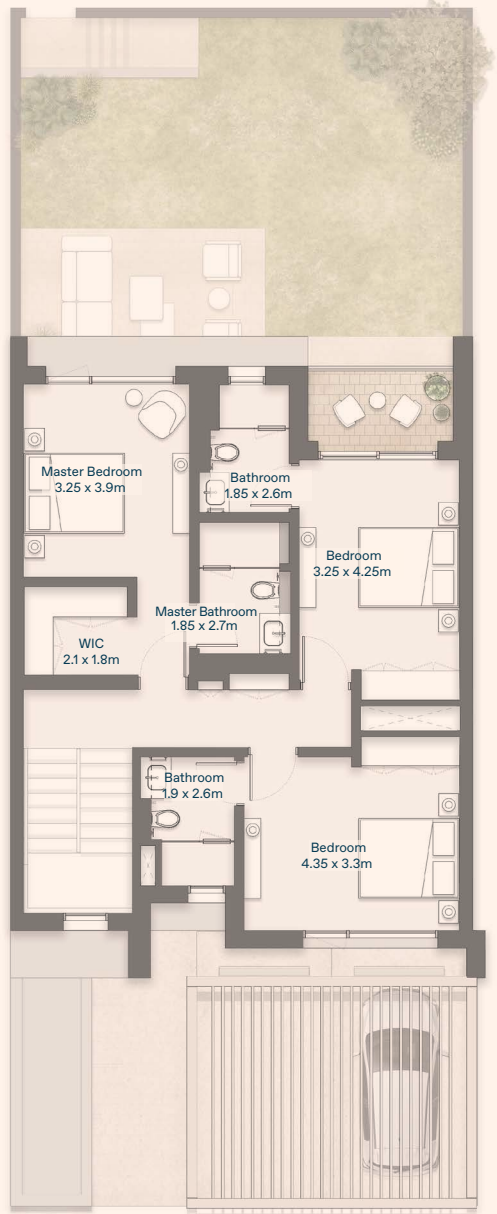 Master Bedroom
3.25 x 3.9m
Bathroom
1.85 x 2.6m
Bedroom
3.25 x 4.25m
Master Bathroom
1.85 x 2.7m
WIC
2.1 x 1.8m
Bathroom
1.9 x 2.6m
Bedroom
4.35 x 3.3m